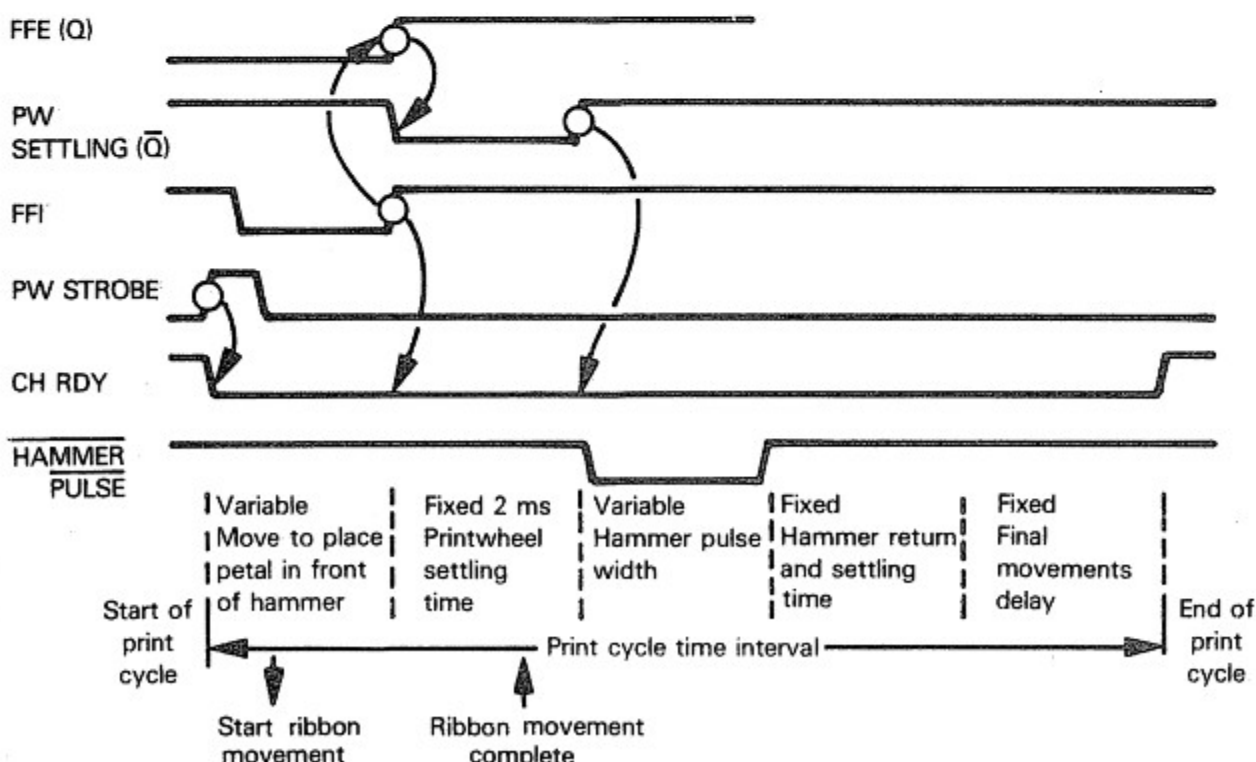 FFE (Q)
PW
SETTLING (Q̅)
FFI
PW STROBE
CH RDY
HAMMER
PULSE
Variable
Move to place
petal in front
of hammer
Fixed 2 ms
Printwheel
settling
time
Variable
Hammer pulse
width
Fixed
Hammer return
and settling
time
Fixed
Final
movements
delay
Start of
print
cycle
Print cycle time interval
End of
print
cycle
Start ribbon
movement
Ribbon movement
complete